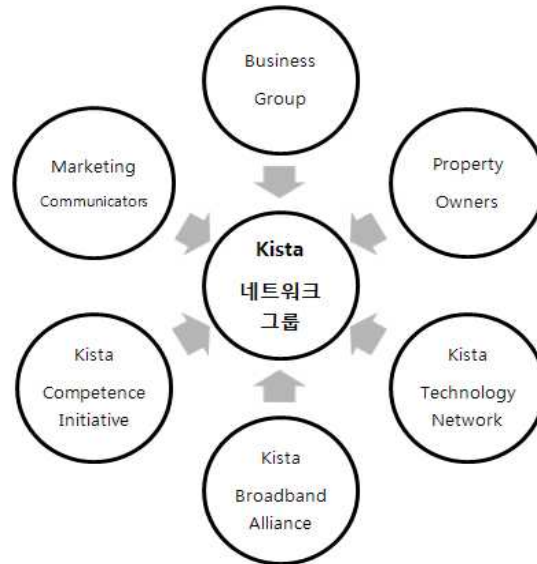 Business
Group
Marketing
Communicators
Property
Owners
Kista
네트워크
그룹
Kista
Competence
Initiative
Kista
Technology
Network
Kista
Broadband
Alliance